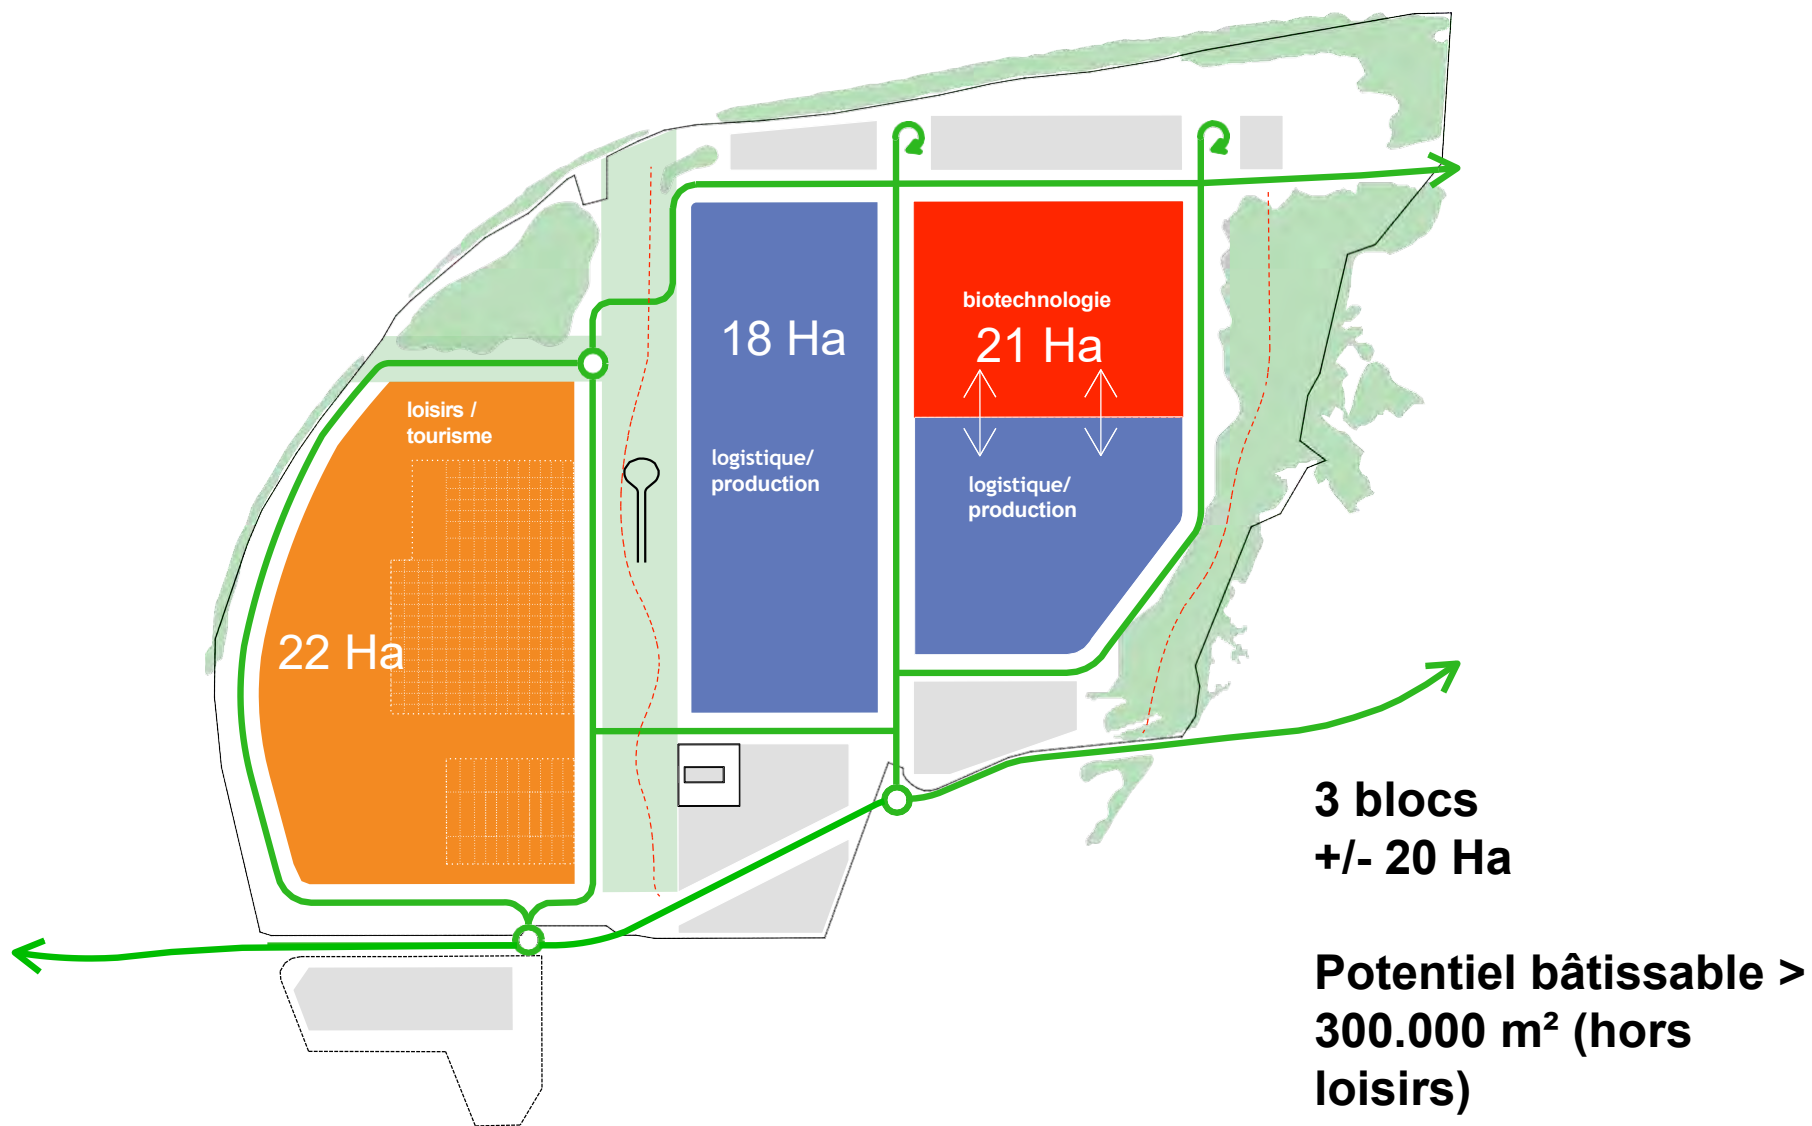 biotechnologie
21 Ha
18 Ha
loisirs /
tourisme
logistique/
production
logistique/
production
22 Ha
3 blocs
+/- 20 Ha
Potentiel bâtissable >
300.000 m² (hors
loisirs)